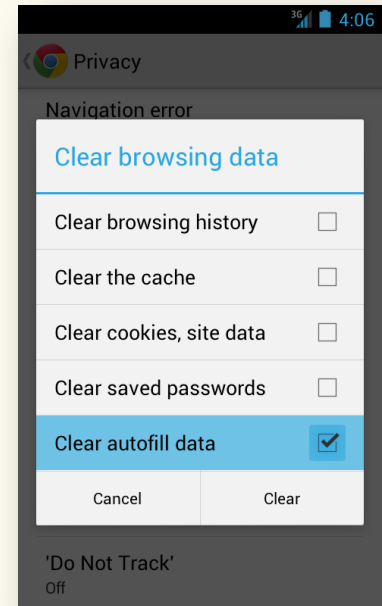 3G 4:06
Privacy
Navigation error
Clear browsing data
Clear browsing history
Clear the cache
Clear cookies, site data
Clear saved passwords
Clear autofill data
Cancel Clear
'Do Not Track'
Off